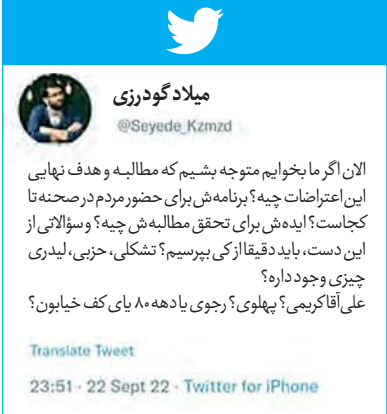 میلاد گودرزی
@Seyede_Kzmzd
الان اگر ما بخوایم متوجه بشیم که مطالبه و هدف نهایی
این اعتراضات چیه؟ برنامه‌ش برای حضور مردم در صحنه تا
کجاست؟ ایده‌ش برای تحقق مطالبه‌ش چیه؟ و سؤالاتی از
این دست، باید دقیقا از کی بپرسیم؟ تشکلی، حزبی، لیدری
چیزی وجود داره؟
علی‌آقا کریمی؟ پهلوی؟ رجوی یا دهه ۸۰ یای کف خیابون؟
Translate Tweet
23:51 · 22 Sept 22 · Twitter for iPhone